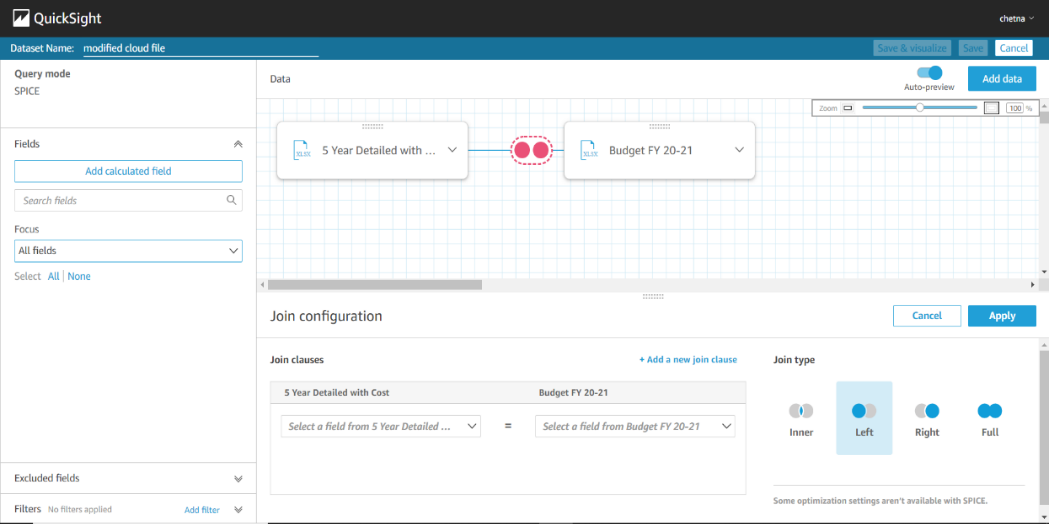 QuickSight
chetna
Dataset Name: modified cloud file
Save & visualize Save Cancel
Query mode
SPICE
Data
Auto-preview
Add data
Zoom 100 %
Fields
Add calculated field
Search fields
Focus
All fields
Select All | None
XLSX 5 Year Detailed with ...
XLSX Budget FY 20-21
Join configuration
Cancel Apply
Join clauses
+ Add a new join clause
5 Year Detailed with Cost Budget FY 20-21
Select a field from 5 Year Detailed ... = Select a field from Budget FY 20-21
Join type
Inner Left Right Full
Some optimization settings aren't available with SPICE.
Excluded fields
Filters No filters applied Add filter